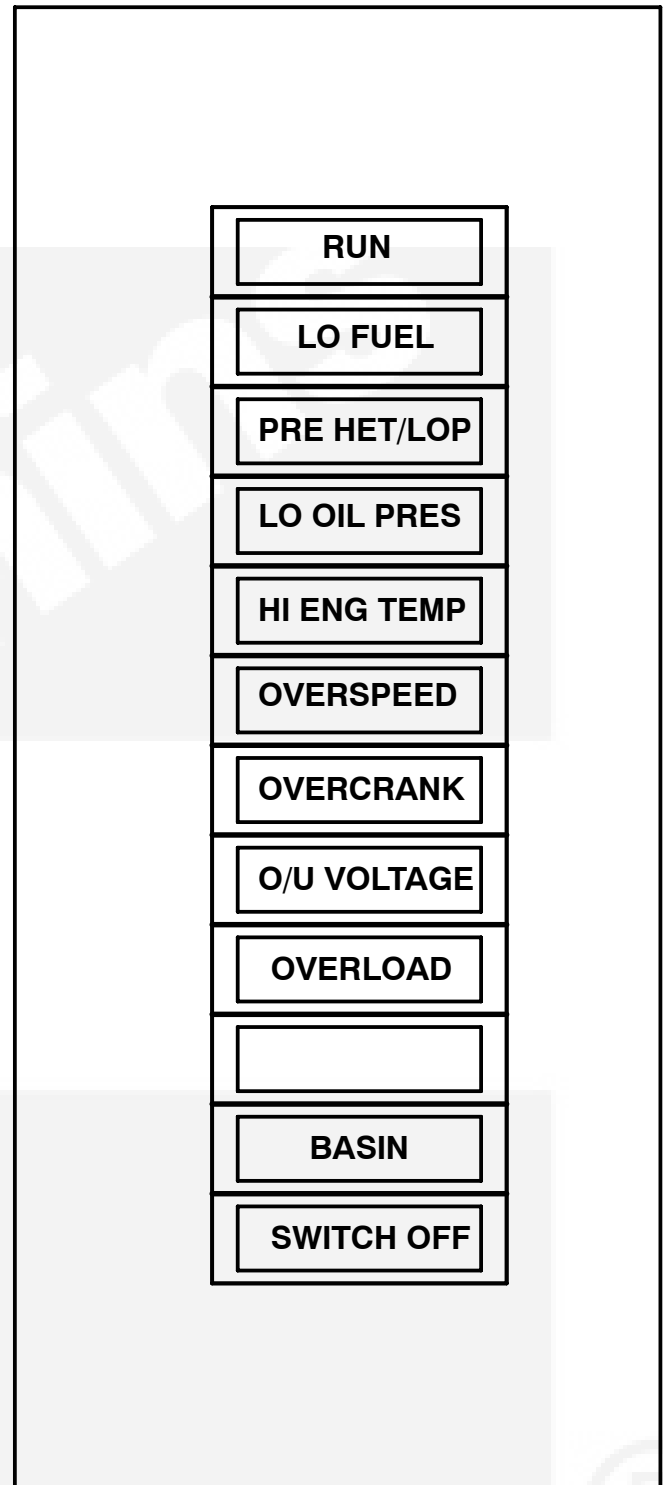 RUN
LO FUEL
PRE HET/LOP
LO OIL PRES
HI ENG TEMP
OVERSPEED
OVERCRANK
O/U VOLTAGE
OVERLOAD
BASIN
SWITCH OFF